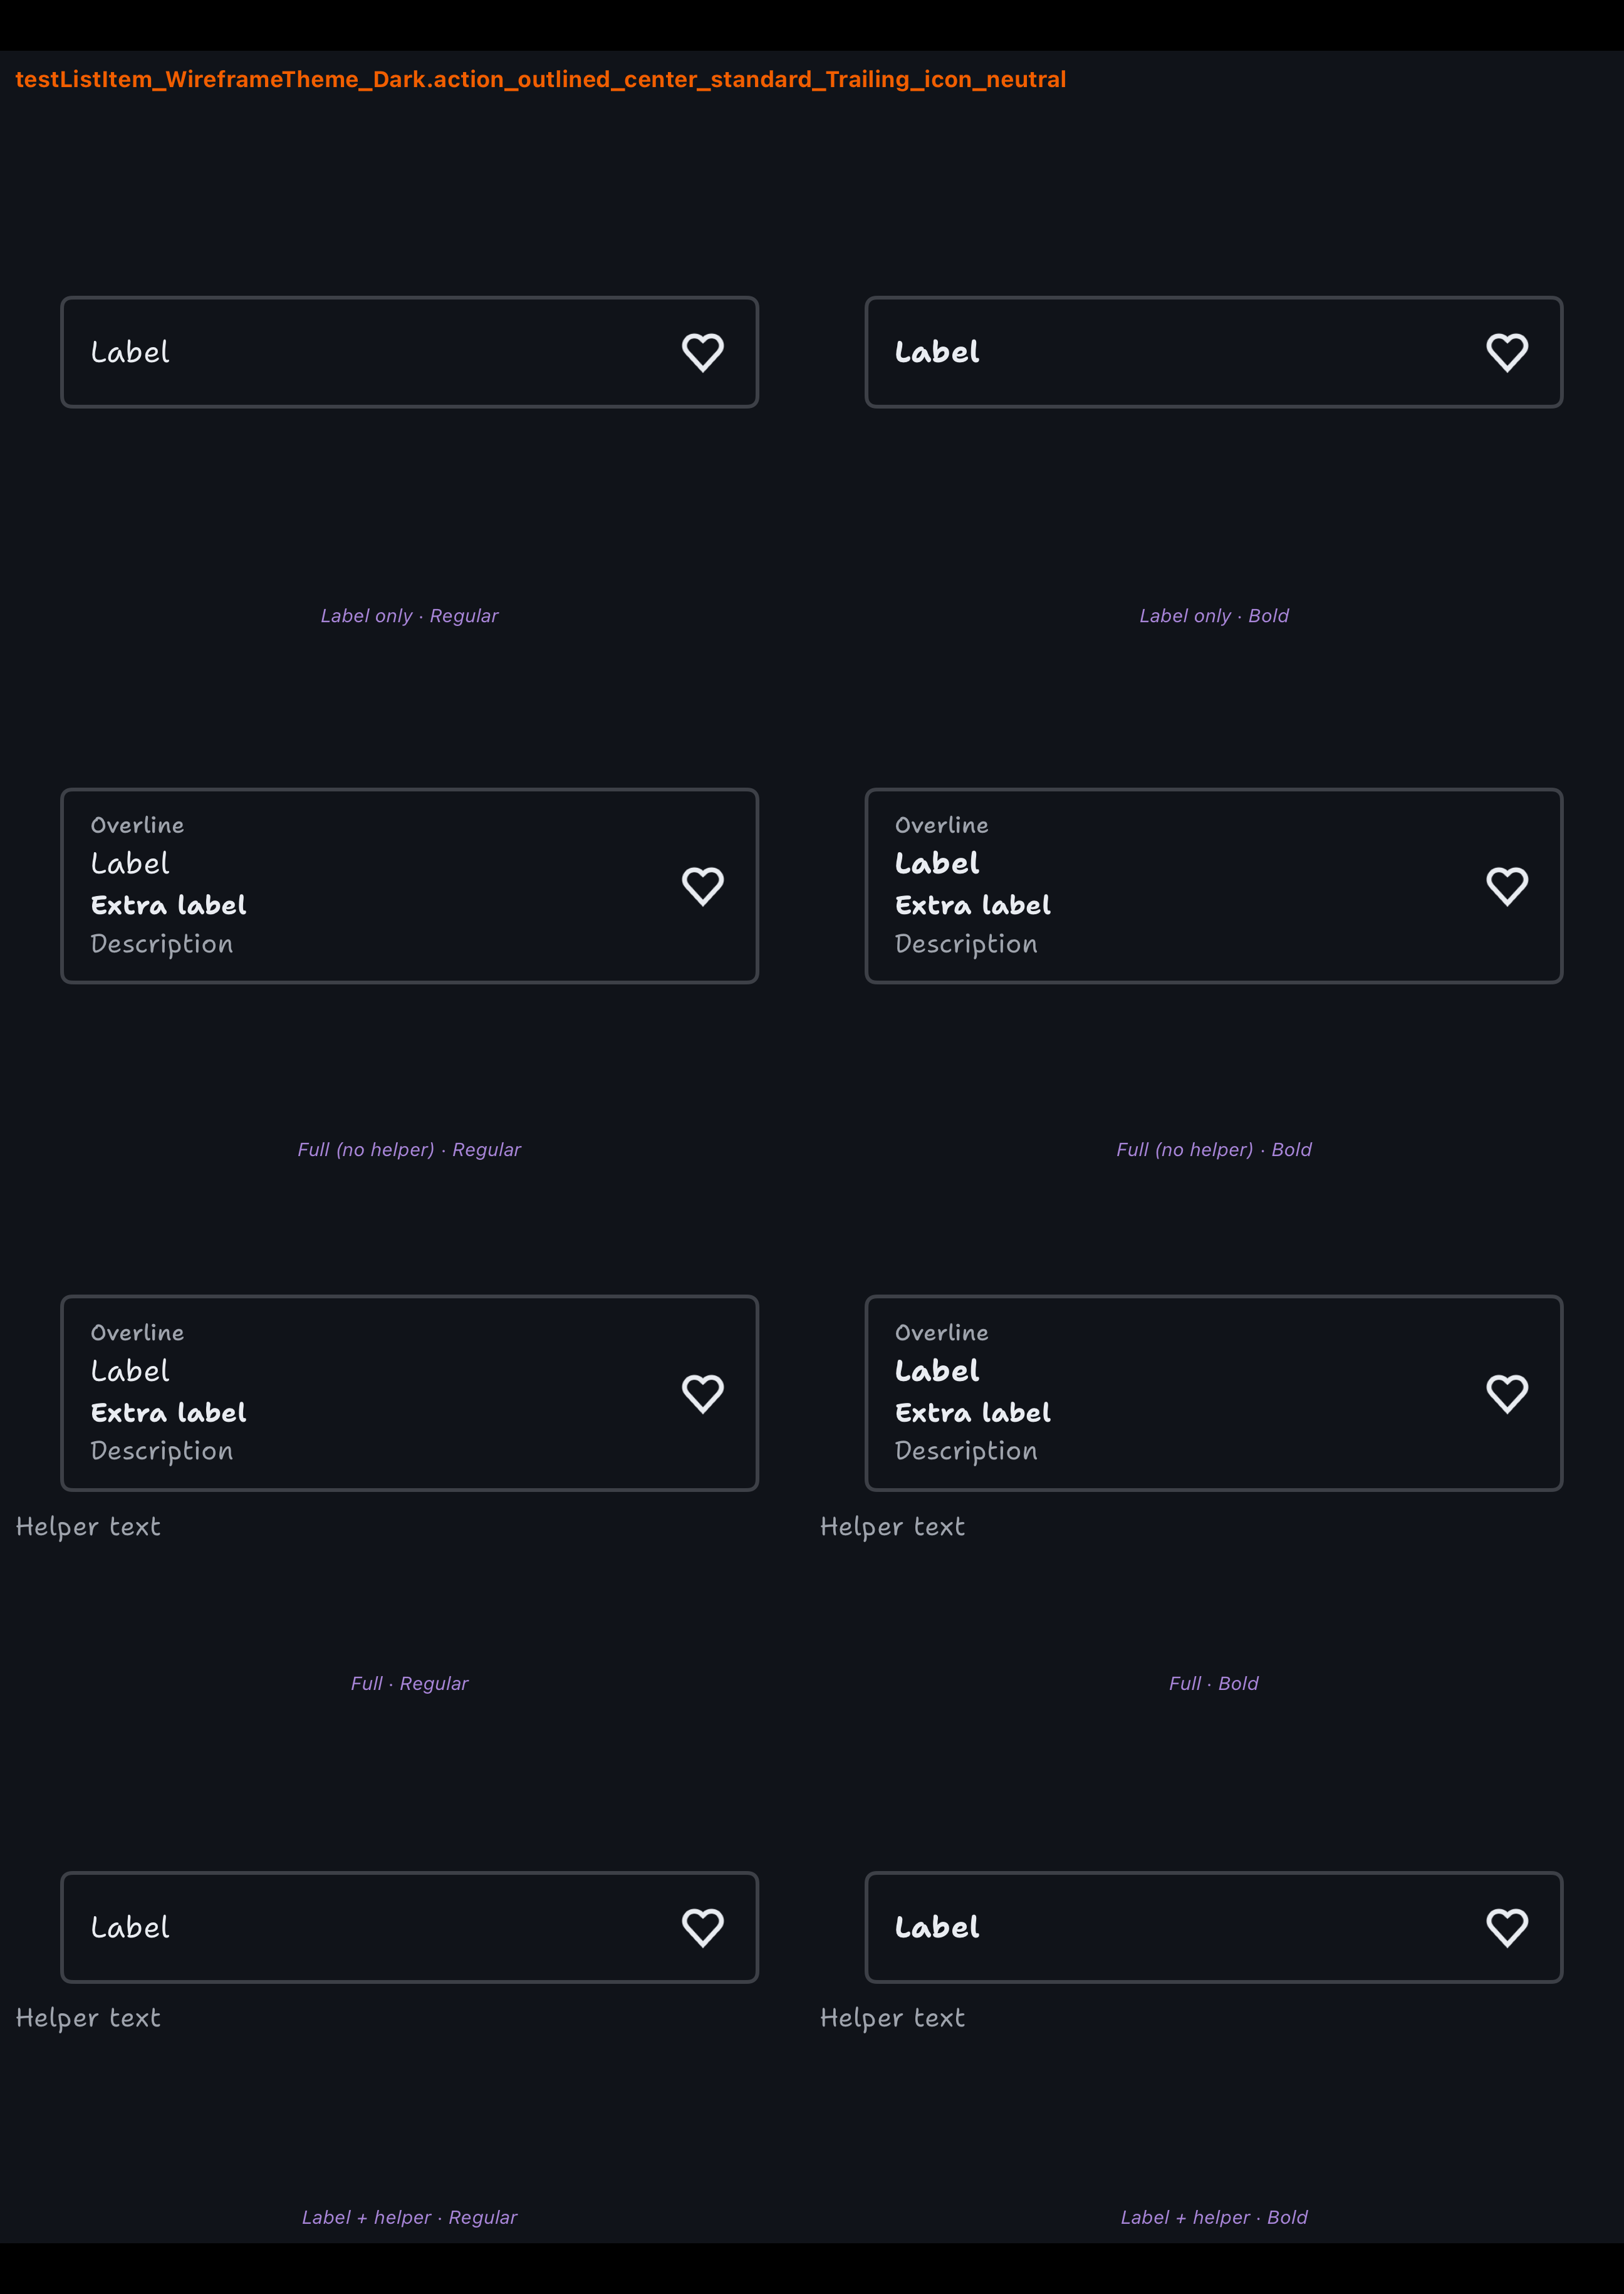 testListItem_WireframeTheme_Dark.action_outlined_center_standard_Trailing_icon_neutral
Label
Label
Label only · Regular
Label only · Bold
Overline
Label
Extra label
Description
Overline
Label
Extra label
Description
Full (no helper) · Regular
Full (no helper) · Bold
Overline
Label
Extra label
Description
Helper text
Overline
Label
Extra label
Description
Helper text
Full · Regular
Full · Bold
Label
Helper text
Label
Helper text
Label + helper · Regular
Label + helper · Bold